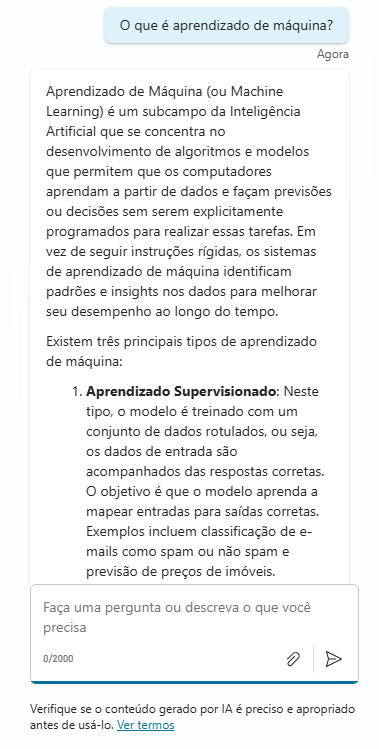 O que é aprendizado de máquina?
Agora
Aprendizado de Máquina (ou Machine
Learning) é um subcampo da Inteligência
Artificial que se concentra no
desenvolvimento de algoritmos e modelos
que permitem que os computadores
aprendam a partir de dados e façam previsões
ou decisões sem serem explicitamente
programados para realizar essas tarefas. Em
vez de seguir instruções rígidas, os sistemas
de aprendizado de máquina identificam
padrões e insights nos dados para melhorar
seu desempenho ao longo do tempo.
Existem três principais tipos de aprendizado
de máquina:
1. Aprendizado Supervisionado: Neste
tipo, o modelo é treinado com um
conjunto de dados rotulados, ou seja,
os dados de entrada são
acompanhados das respostas corretas.
O objetivo é que o modelo aprenda a
mapear entradas para saídas corretas.
Exemplos incluem classificação de e-
mails como spam ou não spam e
previsão de preços de imóveis.
Faça uma pergunta ou descreva o que você
precisa
0/2000
Verifique se o conteúdo gerado por IA é preciso e apropriado
antes de usá-lo. Ver termos